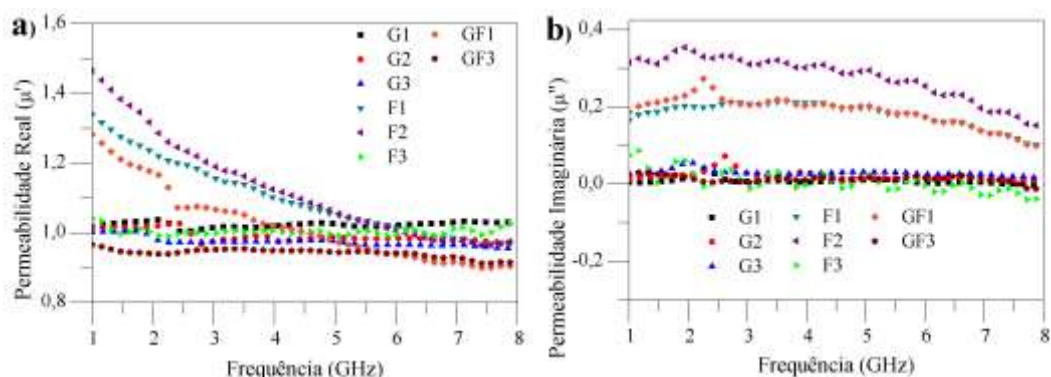 a)
Permeabilidade Real (μ')
1,6
1,4
1,2
1,0
0,8
G1 GF1
G2 GF3
G3
F1
F2
F3
1 2 3 4 5 6 7 8
Frequência (GHz)
b)
Permeabilidade Imaginária (μ")
0,4
0,2
0,0
-0,2
G1 F1 GF1
G2 F2 GF3
G3 F3
1 2 3 4 5 6 7 8
Frequência (GHz)